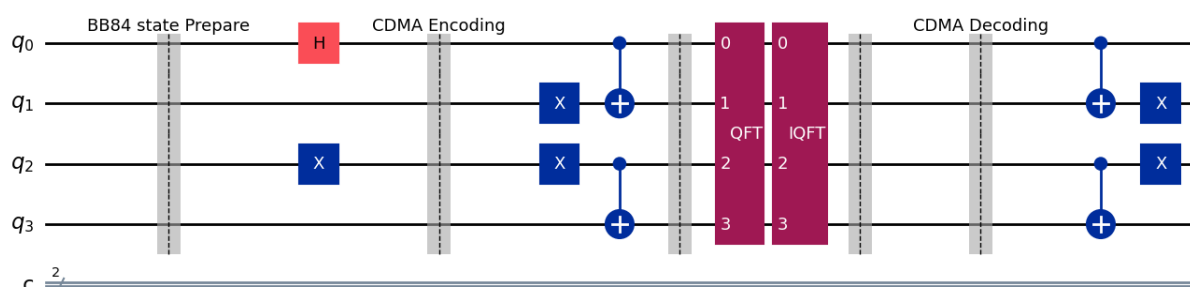 BB84 state Prepare CDMA Encoding CDMA Decoding
q0 H 0 0
q1 X 1 1 X
QFT IQFT
q2 X X 2 2 X
q3 3 3
2
c